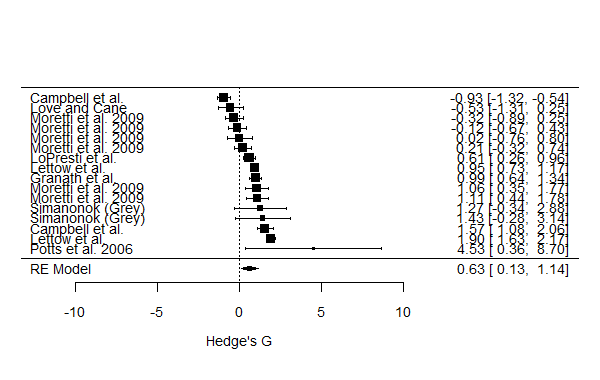 Campbell et al. -0.93 [-1.32, -0.54]
Love and Cane -0.53 [-1.31, 0.25]
Moretti et al. 2009 -0.32 [-0.89, 0.25]
Moretti et al. 2009 -0.12 [-0.67, 0.43]
Moretti et al. 2009 0.02 [-0.76, 0.80]
Moretti et al. 2009 0.21 [-0.32, 0.74]
LoPresti et al. 0.61 [ 0.26, 0.96]
Lettow et al. 0.95 [ 0.73, 1.17]
Granath et al. 0.99 [ 0.64, 1.34]
Moretti et al. 2009 1.06 [ 0.35, 1.77]
Moretti et al. 2009 1.11 [ 0.44, 1.78]
Simanonok (Grey) 1.27 [-0.34, 2.88]
Simanonok (Grey) 1.43 [-0.28, 3.14]
Campbell et al. 1.57 [ 1.08, 2.06]
Lettow et al. 1.90 [ 1.63, 2.17]
Potts et al. 2006 4.53 [ 0.36, 8.70]
RE Model 0.63 [ 0.13, 1.14]
-10 -5 0 5 10
Hedge's G